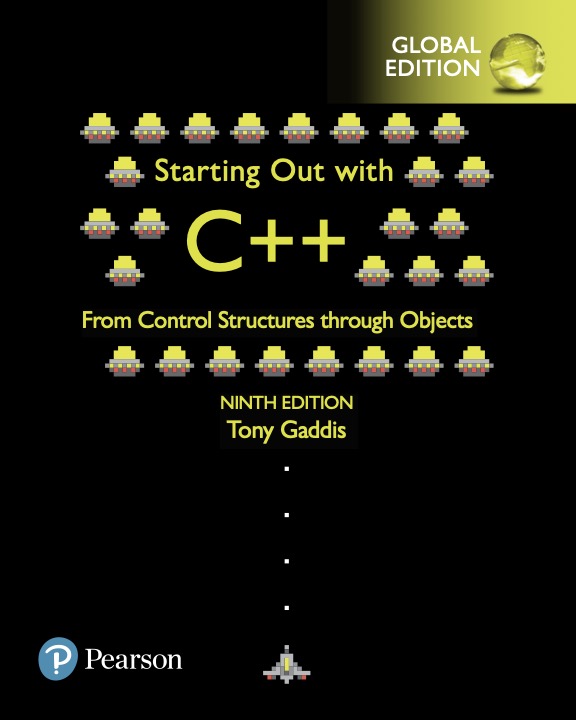 GLOBAL
EDITION
Starting Out with
C++
From Control Structures through Objects
NINTH EDITION
Tony Gaddis
Pearson